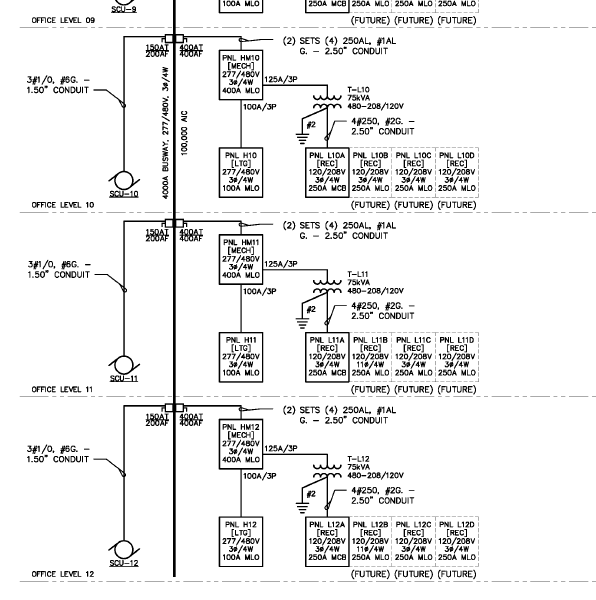 SCU-9
100A MLO
250A MCB 250A MLO 250A MLO 250A MLO
OFFICE LEVEL 09
(FUTURE) (FUTURE) (FUTURE)
150AT 400AT
200AF 400AF
(2) SETS (4) 250AL, #1AL
G. - 2.50" CONDUIT
3#1/0, #6G. -
1.50" CONDUIT
4000A BUSWAY, 277/480V, 3ø/4W
100,000 AIC
PNL HM10
[MECH]
277/480V
3ø/4W
400A MLO
125A/3P
100A/3P
T-L10
75kVA
480-208/120V
#2
4#250, #2G. -
2.50" CONDUIT
PNL H10
[LTG]
277/480V
3ø/4W
100A MLO
PNL L10A PNL L10B PNL L10C PNL L10D
[REC] [REC] [REC] [REC]
120/208V 120/208V 120/208V 120/208V
3ø/4W 3ø/4W 3ø/4W 3ø/4W
250A MCB 250A MLO 250A MLO 250A MLO
SCU-10
OFFICE LEVEL 10
(FUTURE) (FUTURE) (FUTURE)
150AT 400AT
200AF 400AF
(2) SETS (4) 250AL, #1AL
G. - 2.50" CONDUIT
3#1/0, #6G. -
1.50" CONDUIT
PNL HM11
[MECH]
277/480V
3ø/4W
400A MLO
125A/3P
100A/3P
T-L11
75kVA
480-208/120V
#2
4#250, #2G. -
2.50" CONDUIT
PNL H11
[LTG]
277/480V
3ø/4W
100A MLO
PNL L11A PNL L11B PNL L11C PNL L11D
[REC] [REC] [REC] [REC]
120/208V 120/208V 120/208V 120/208V
3ø/4W 11ø/4W 3ø/4W 3ø/4W
250A MCB 250A MLO 250A MLO 250A MLO
SCU-11
OFFICE LEVEL 11
(FUTURE) (FUTURE) (FUTURE)
150AT 400AT
200AF 400AF
(2) SETS (4) 250AL, #1AL
G. - 2.50" CONDUIT
3#1/0, #6G. -
1.50" CONDUIT
PNL HM12
[MECH]
277/480V
3ø/4W
400A MLO
125A/3P
100A/3P
T-L12
75kVA
480-208/120V
#2
4#250, #2G. -
2.50" CONDUIT
PNL H12
[LTG]
277/480V
3ø/4W
100A MLO
PNL L12A PNL L12B PNL L12C PNL L12D
[REC] [REC] [REC] [REC]
120/208V 120/208V 120/208V 120/208V
3ø/4W 11ø/4W 3ø/4W 3ø/4W
250A MCB 250A MLO 250A MLO 250A MLO
SCU-12
OFFICE LEVEL 12
(FUTURE) (FUTURE) (FUTURE)